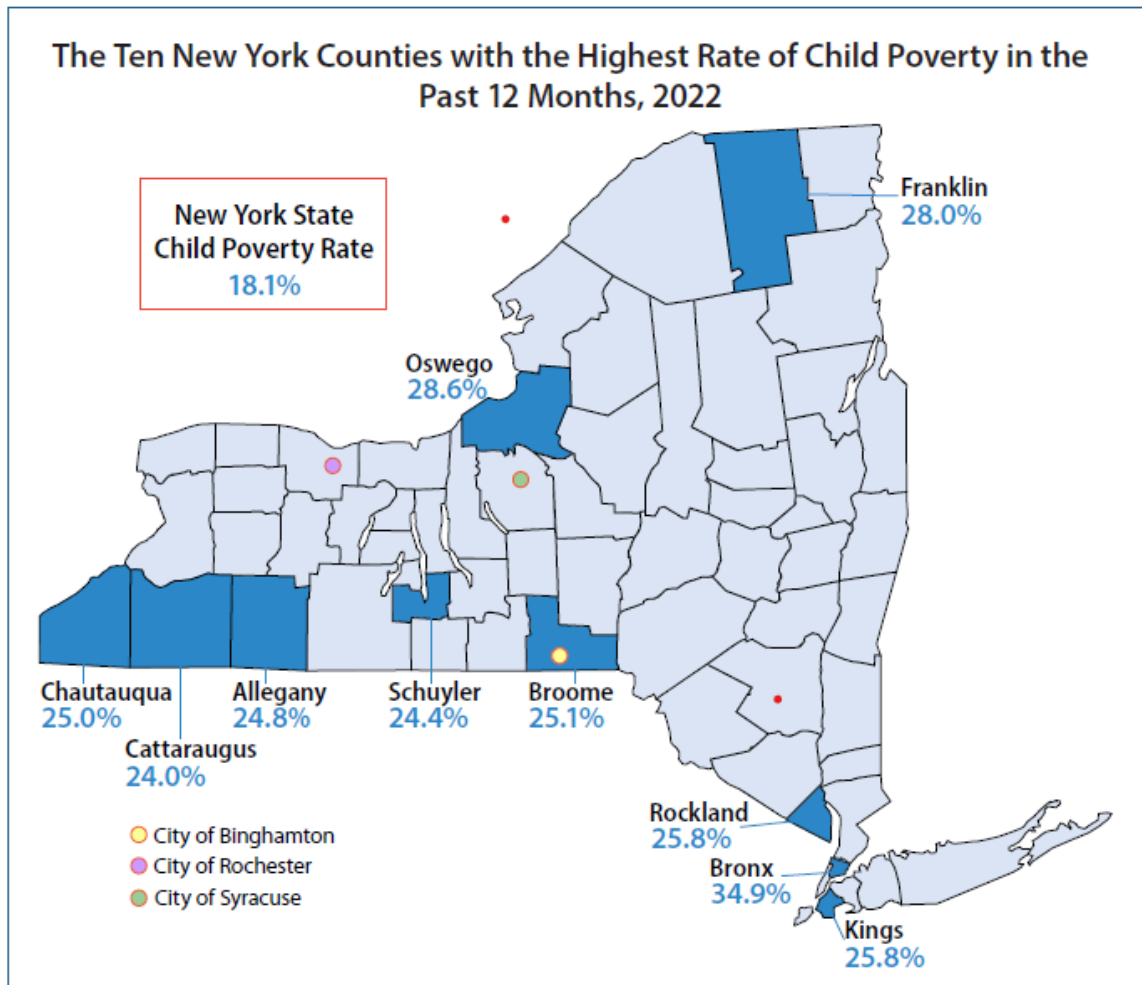 The Ten New York Counties with the Highest Rate of Child Poverty in the
Past 12 Months, 2022
New York State
Child Poverty Rate
18.1%
Franklin
28.0%
Oswego
28.6%
Chautauqua
25.0%
Cattaraugus
24.0%
Allegany
24.8%
Schuyler
24.4%
Broome
25.1%
Rockland
25.8%
Bronx
34.9%
Kings
25.8%
City of Binghamton
City of Rochester
City of Syracuse